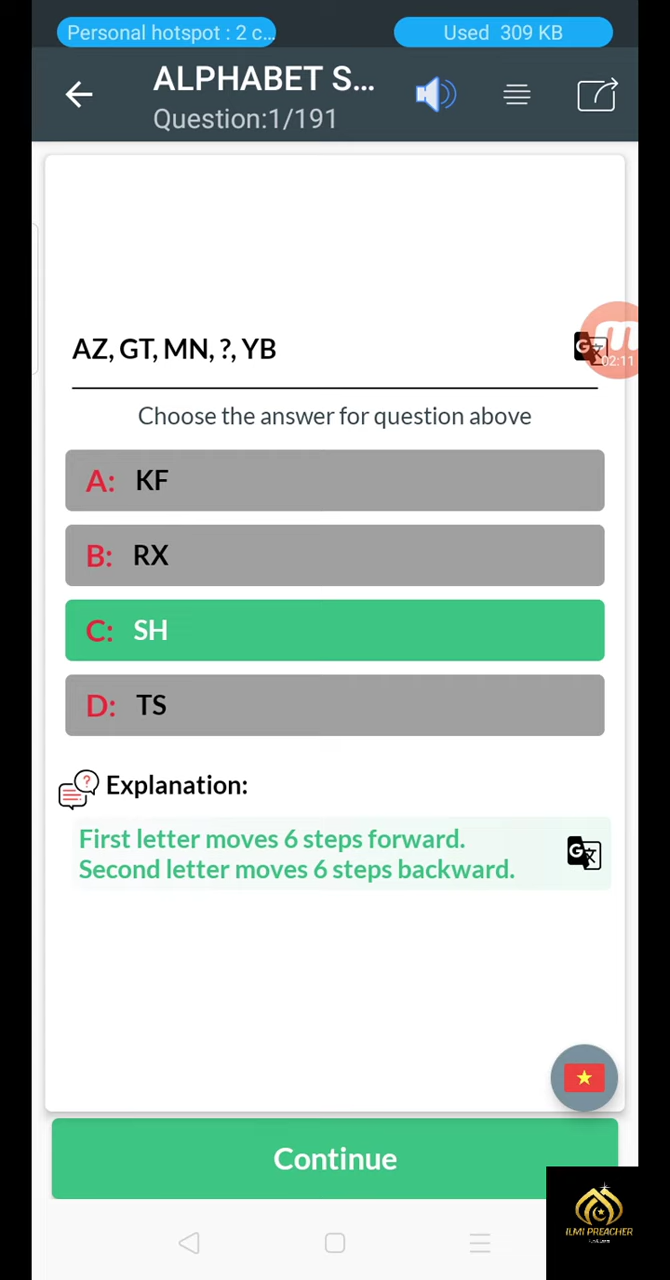 Personal hotspot : 2 c...
Used 309 KB
ALPHABET S...
Question:1/191
AZ, GT, MN, ?, YB
02:11
Choose the answer for question above
A: KF
B: RX
C: SH
D: TS
Explanation:
First letter moves 6 steps forward.
Second letter moves 6 steps backward.
Continue
ILMI PREACHER